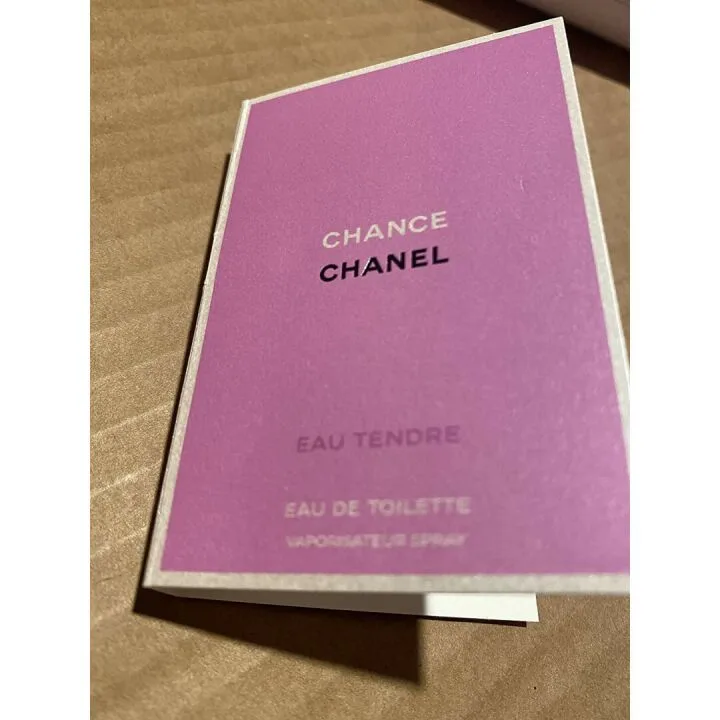 CHANCE
CHANEL
EAU TENDRE
EAU DE TOILETTE
VAPORISATEUR SPRAY